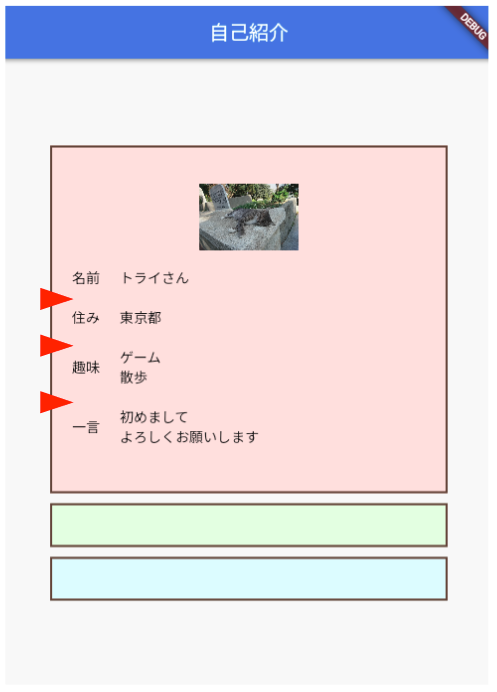 自己紹介
DEBUG
名前 トライさん
住み 東京都
趣味 ゲーム
散歩
一言 初めまして
よろしくお願いします